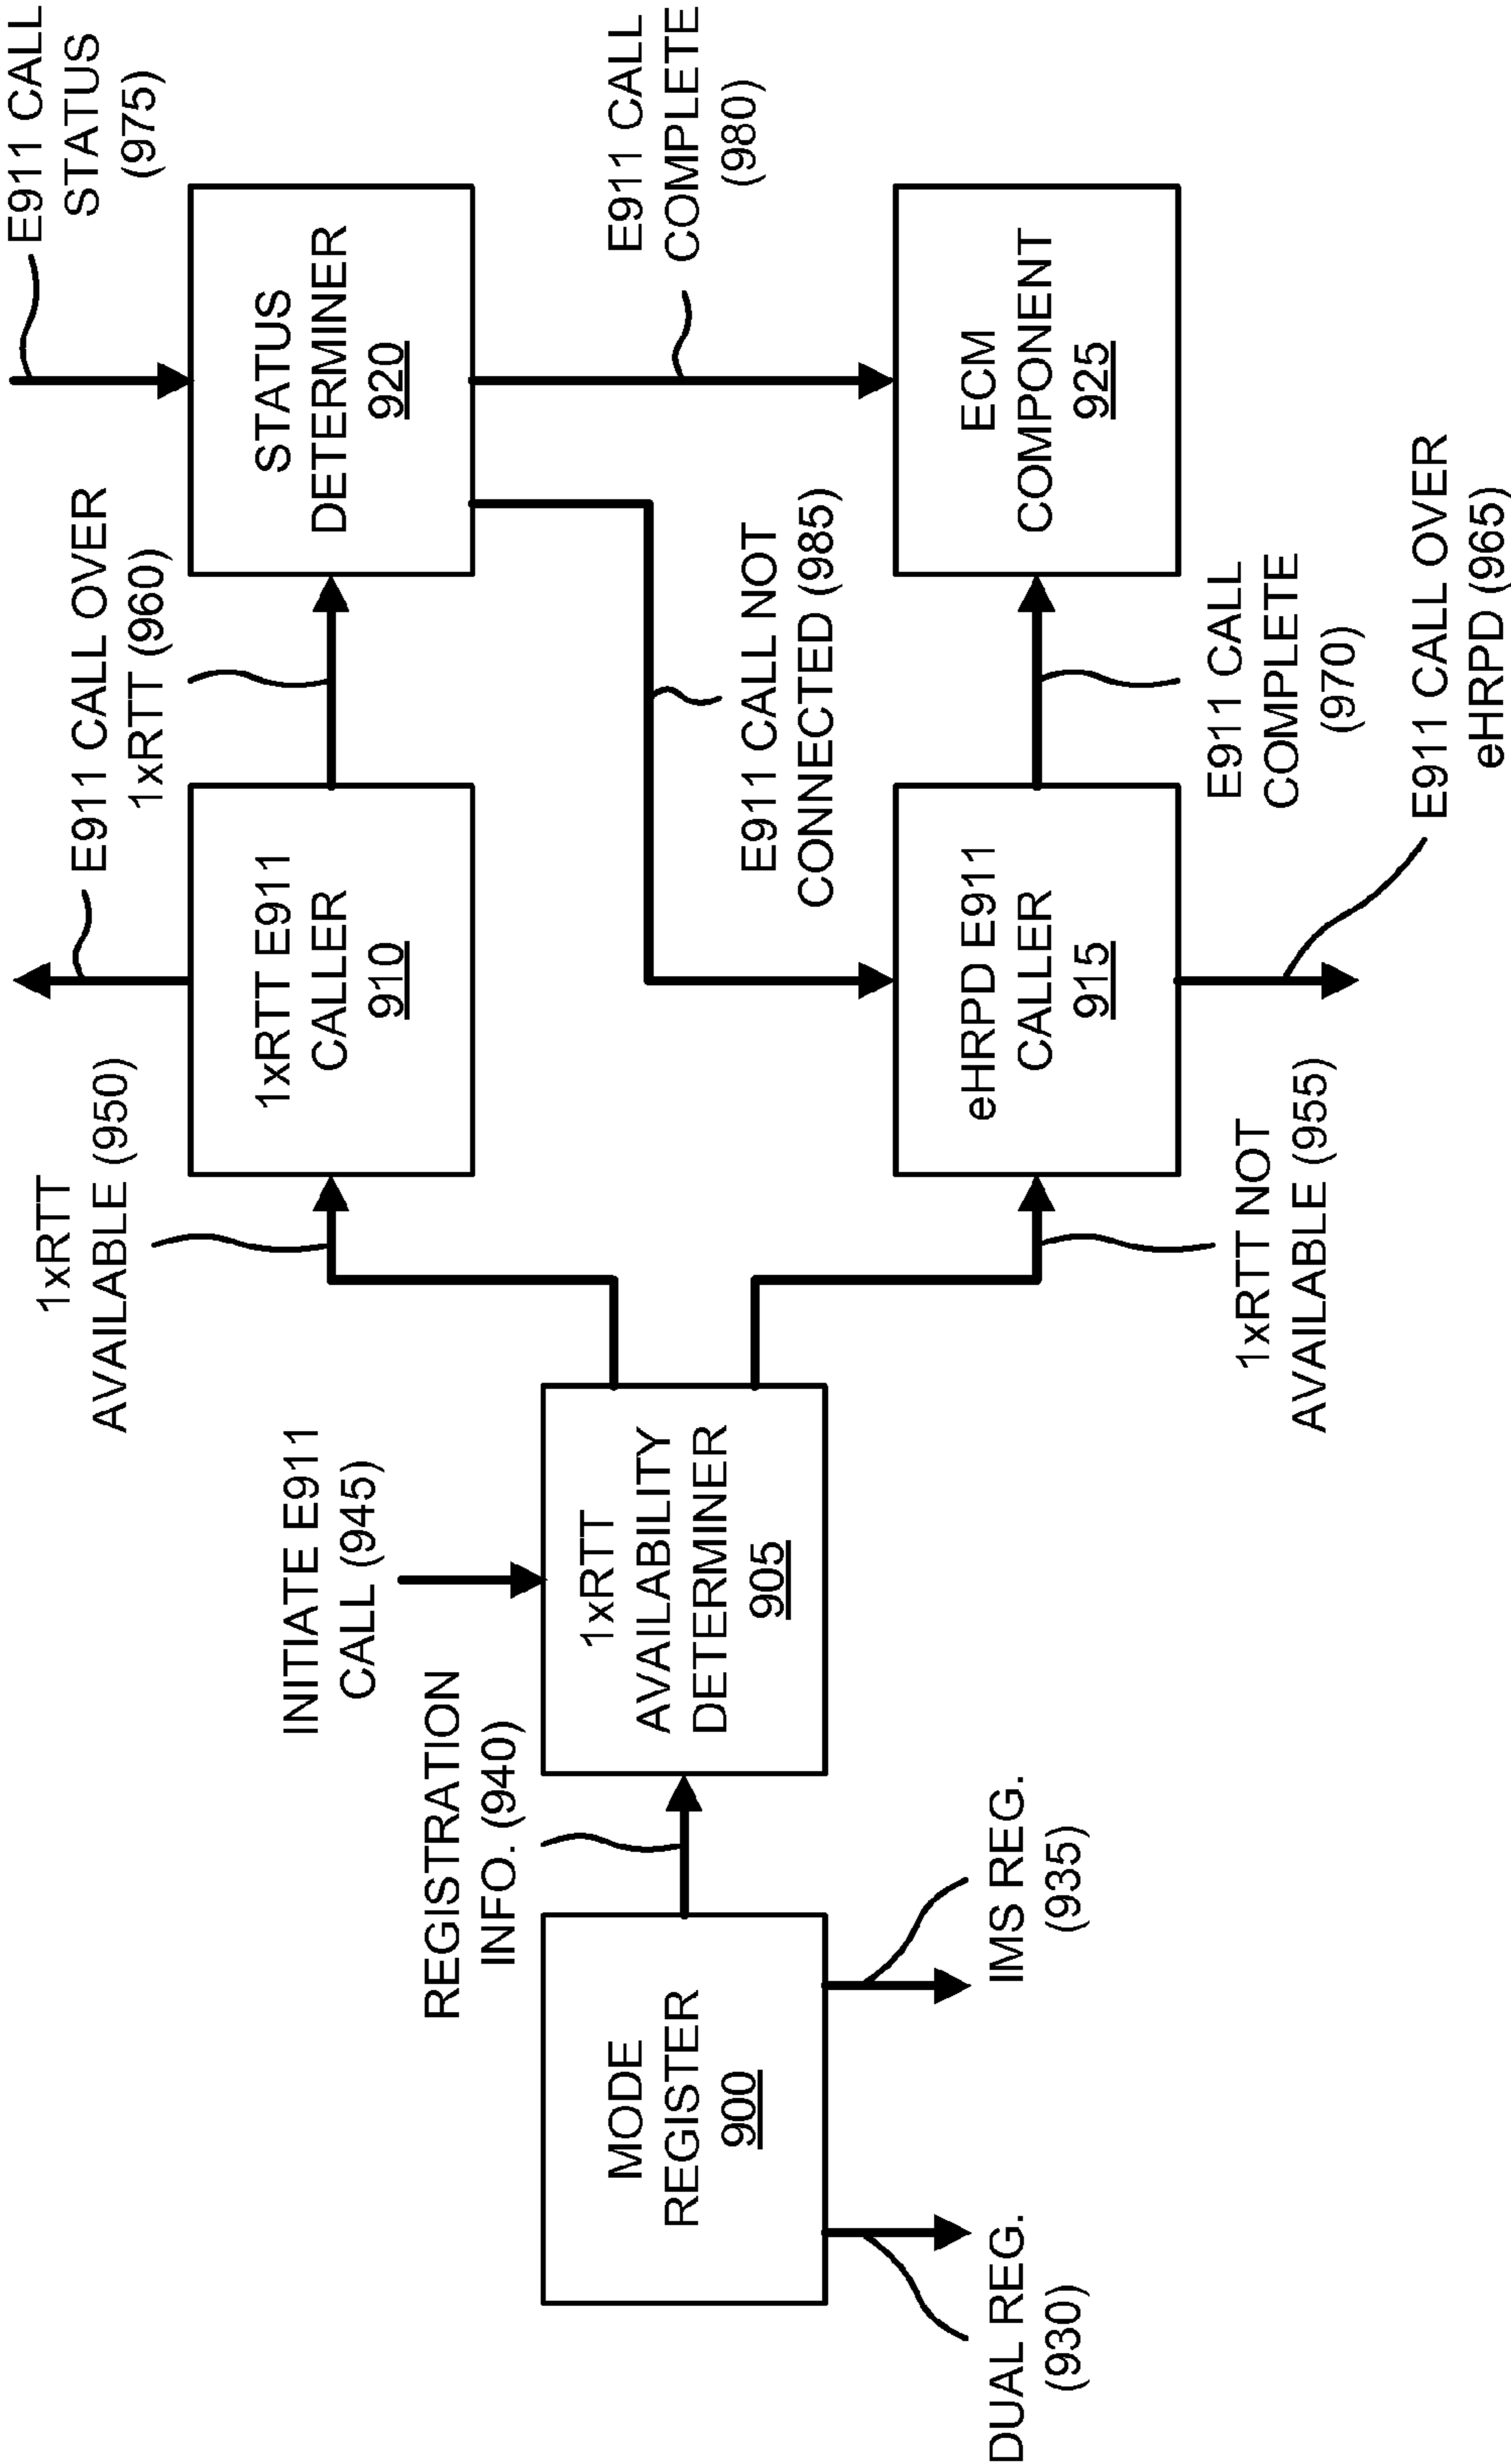 MODE
REGISTER
900
DUAL REG.
(930)
IMS REG.
(935)
REGISTRATION
INFO. (940)
INITIATE E911
CALL (945)
1xRTT
AVAILABILITY
DETERMINER
905
1xRTT
AVAILABLE (950)
1xRTT NOT
AVAILABLE (955)
1xRTT E911
CALLER
910
E911 CALL OVER
1xRTT (960)
eHRPD E911
CALLER
915
E911 CALL OVER
eHRPD (965)
E911 CALL
COMPLETE
(970)
E911 CALL NOT
CONNECTED (985)
STATUS
DETERMINER
920
E911 CALL
STATUS
(975)
E911 CALL
COMPLETE
(980)
ECM
COMPONENT
925